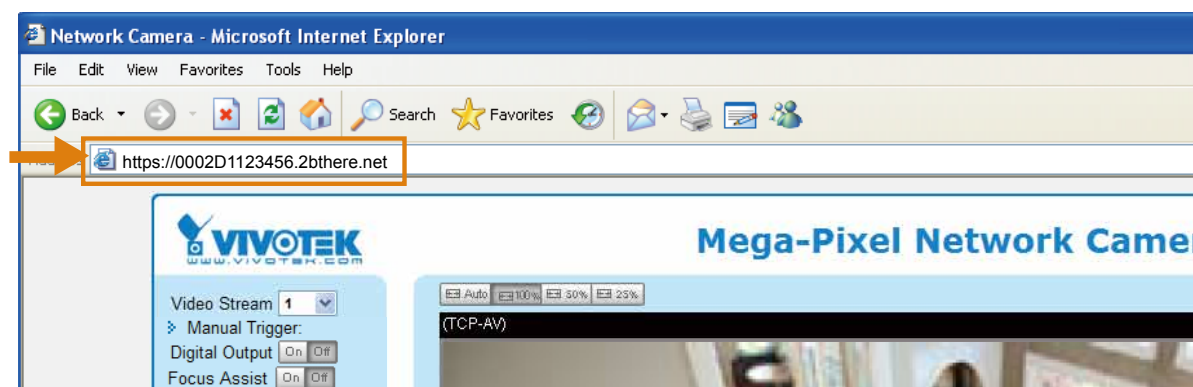 Network Camera - Microsoft Internet Explorer
File Edit View Favorites Tools Help
Back Search Favorites
https://0002D1123456.2bthere.net
VIVOTEK
www.vivotek.com
Mega-Pixel Network Camer
Video Stream 1
Manual Trigger:
Digital Output On Off
Focus Assist On Off
Auto 100% 50% 25%
(TCP-AV)